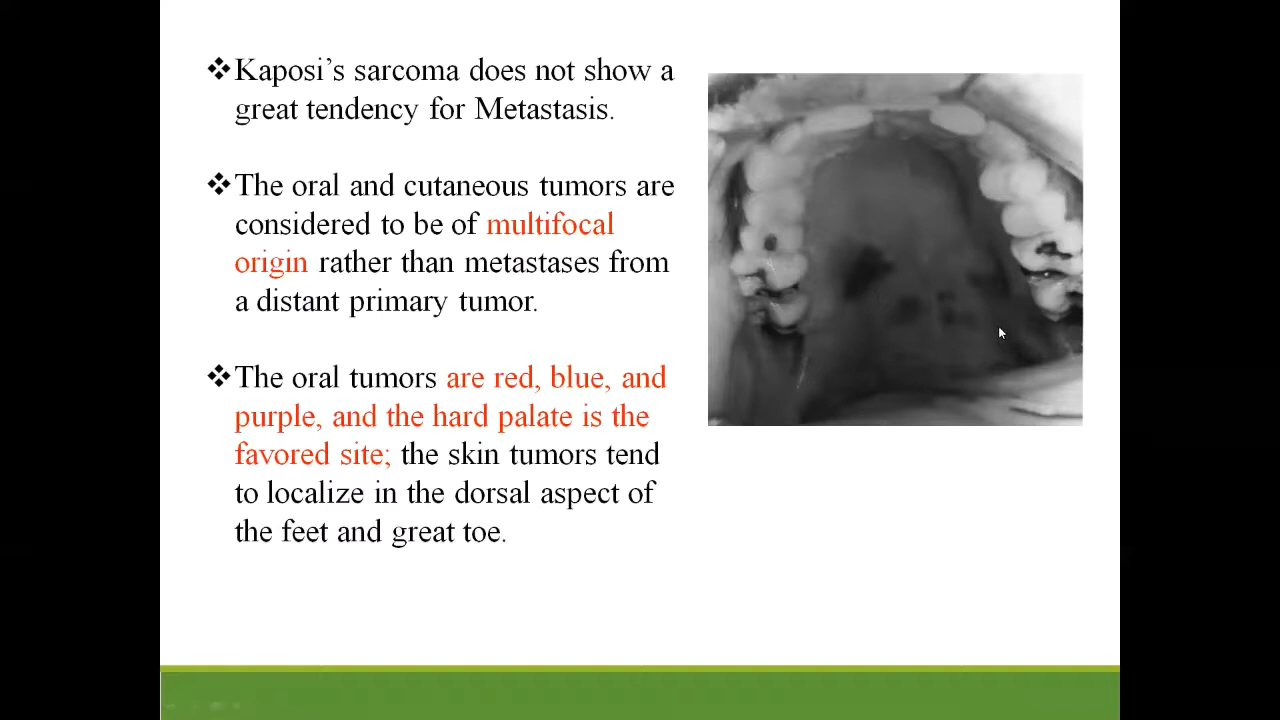 ❖Kaposi’s sarcoma does not show a
great tendency for Metastasis.
❖The oral and cutaneous tumors are
considered to be of multifocal
origin rather than metastases from
a distant primary tumor.
❖The oral tumors are red, blue, and
purple, and the hard palate is the
favored site; the skin tumors tend
to localize in the dorsal aspect of
the feet and great toe.